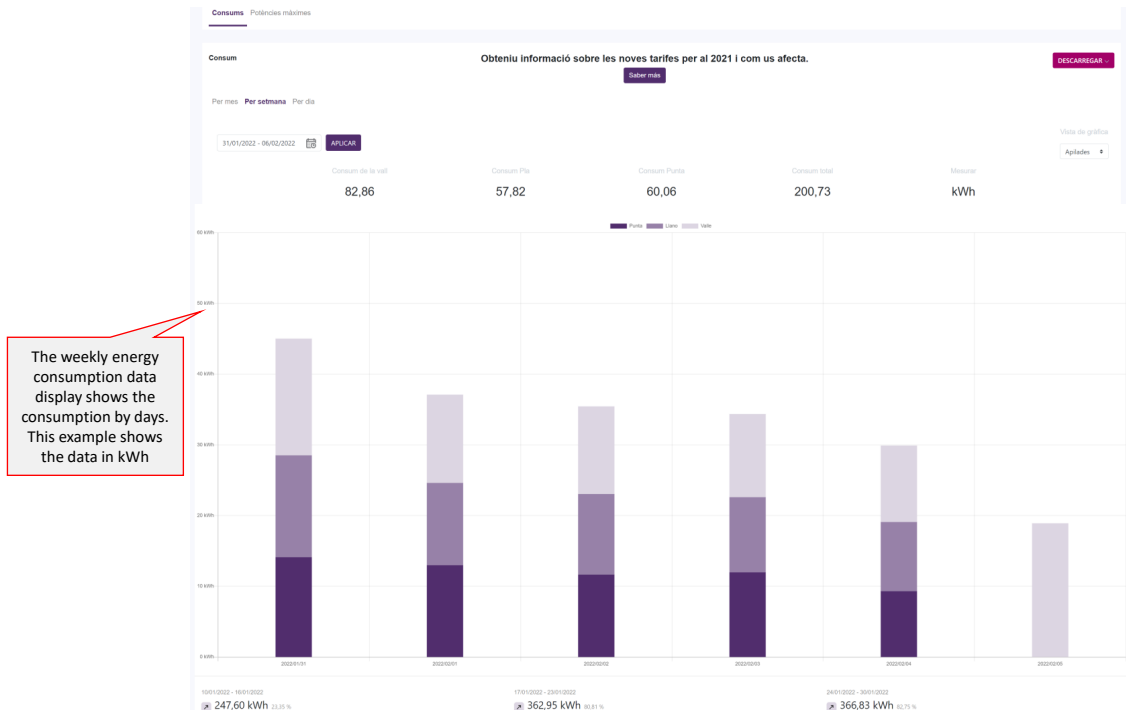 Consums Potències màximes
Consum
Obteniu informació sobre les noves tarifes per al 2021 i com us afecta.
Saber más
DESCARREGAR
Per mes Per setmana Per dia
31/01/2022 - 06/02/2022
APLICAR
Vista de gràfics
Apilades
Consum de la vall
Consum Pla
Consum Punta
Consum total
Mesurar
82,86
57,82
60,06
200,73
kWh
Punta Llano Valle
60 kWh
50 kWh
40 kWh
30 kWh
20 kWh
10 kWh
0 kWh
The weekly energy
consumption data
display shows the
consumption by days.
This example shows
the data in kWh
2022/01/31
2022/02/01
2022/02/02
2022/02/03
2022/02/04
2022/02/05
10/01/2022 - 16/01/2022
247,60 kWh 23,35 %
17/01/2022 - 23/01/2022
362,95 kWh 80,81 %
24/01/2022 - 30/01/2022
366,83 kWh 82,75 %